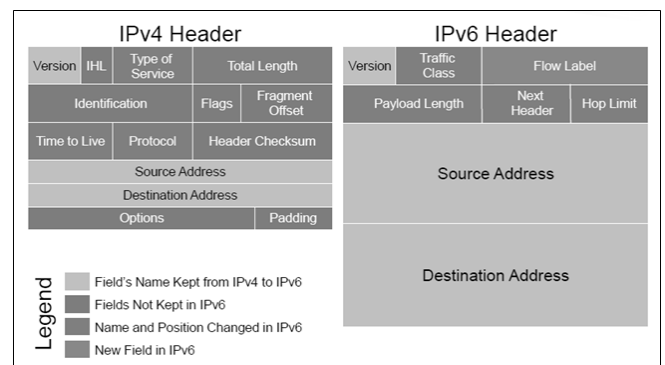 IPv4 Header
Version IHL Type of Service Total Length
Identification Flags Fragment Offset
Time to Live Protocol Header Checksum
Source Address
Destination Address
Options Padding
IPv6 Header
Version Traffic Class Flow Label
Payload Length Next Header Hop Limit
Source Address
Destination Address
Legend
Field's Name Kept from IPv4 to IPv6
Fields Not Kept in IPv6
Name and Position Changed in IPv6
New Field in IPv6